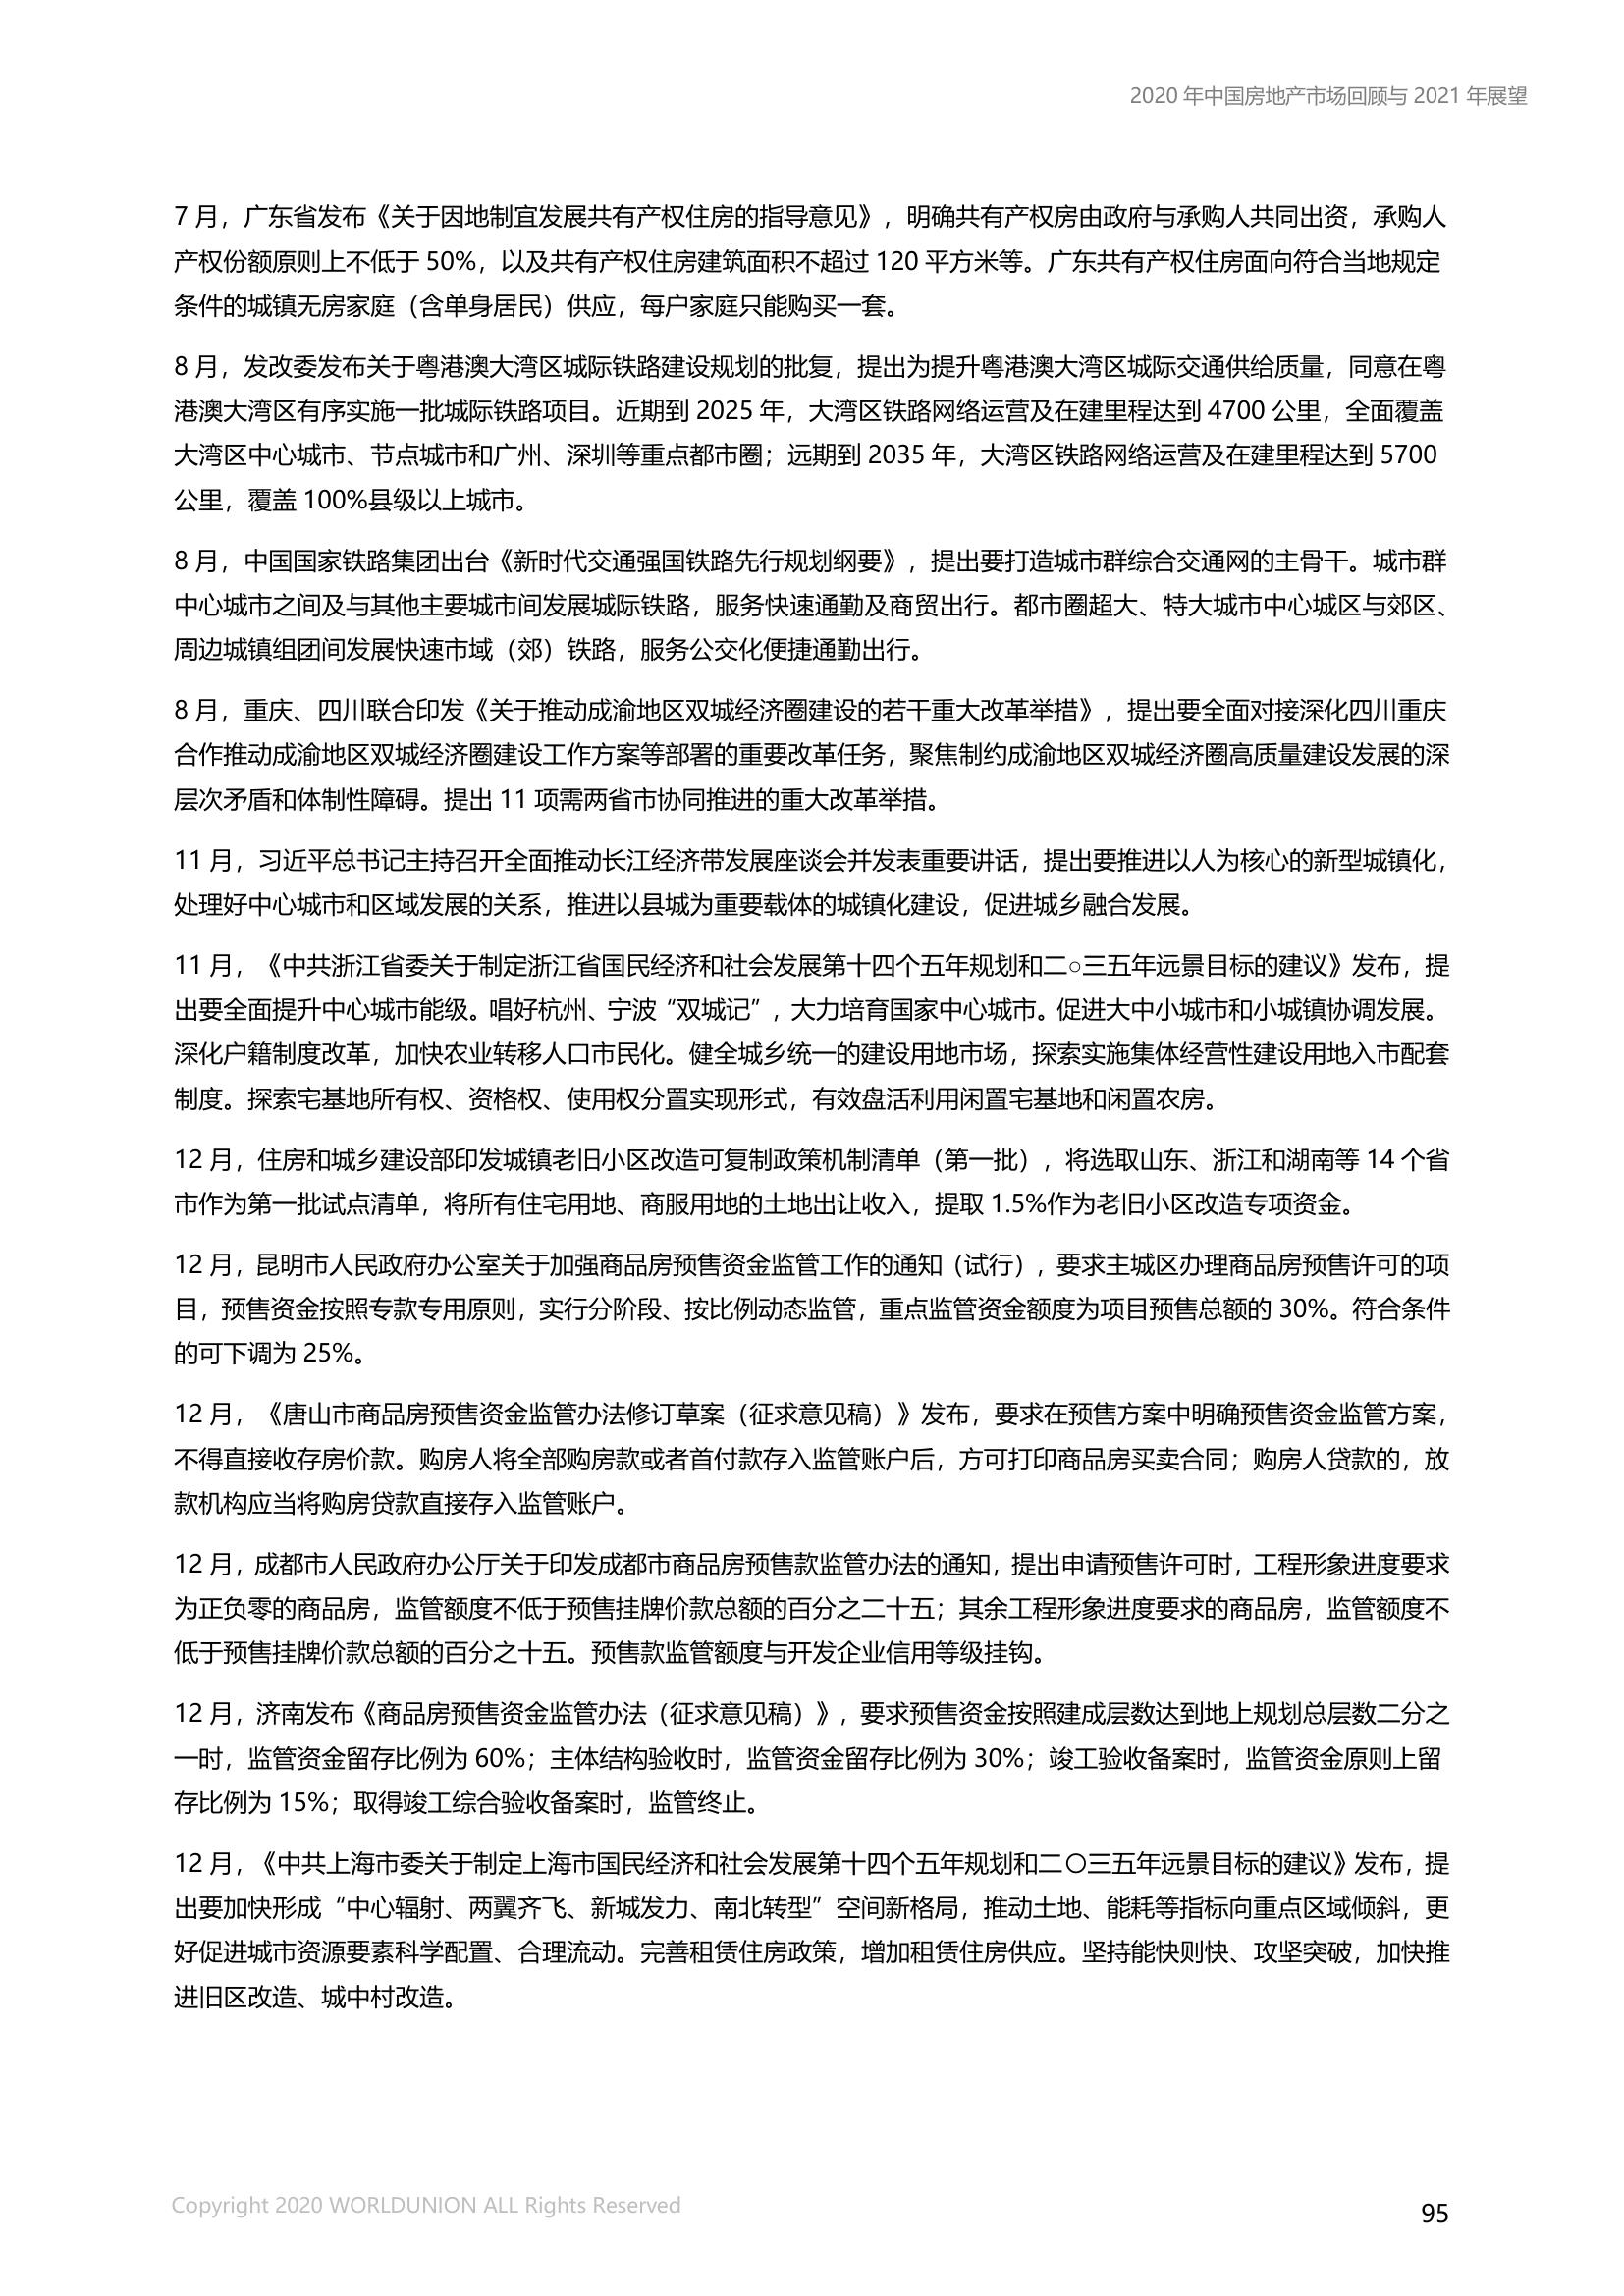 2020 年中国房地产市场回顾与 2021 年展望
7 月，广东省发布《关于因地制宜发展共有产权住房的指导意见》，明确共有产权房由政府与承购人共同出资，承购人
产权份额原则上不低于 50%，以及共有产权住房建筑面积不超过 120 平方米等。广东共有产权住房面向符合当地规定
条件的城镇无房家庭（含单身居民）供应，每户家庭只能购买一套。
8 月，发改委发布关于粤港澳大湾区城际铁路建设规划的批复，提出为提升粤港澳大湾区城际交通供给质量，同意在粤
港澳大湾区有序实施一批城际铁路项目。近期到 2025 年，大湾区铁路网络运营及在建里程达到 4700 公里，全面覆盖
大湾区中心城市、节点城市和广州、深圳等重点都市圈；远期到 2035 年，大湾区铁路网络运营及在建里程达到 5700
公里，覆盖 100%县级以上城市。
8 月，中国国家铁路集团出台《新时代交通强国铁路先行规划纲要》，提出要打造城市群综合交通网的主骨干。城市群
中心城市之间及与其他主要城市间发展城际铁路，服务快速通勤及商贸出行。都市圈超大、特大城市中心城区与郊区、
周边城镇组团间发展快速市域（郊）铁路，服务公交化便捷通勤出行。
8 月，重庆、四川联合印发《关于推动成渝地区双城经济圈建设的若干重大改革举措》，提出要全面对接深化四川重庆
合作推动成渝地区双城经济圈建设工作方案等部署的重要改革任务，聚焦制约成渝地区双城经济圈高质量建设发展的深
层次矛盾和体制性障碍。提出 11 项需两省市协同推进的重大改革举措。
11 月，习近平总书记主持召开全面推动长江经济带发展座谈会并发表重要讲话，提出要推进以人为核心的新型城镇化，
处理好中心城市和区域发展的关系，推进以县城为重要载体的城镇化建设，促进城乡融合发展。
11 月，《中共浙江省委关于制定浙江省国民经济和社会发展第十四个五年规划和二○三五年远景目标的建议》发布，提
出要全面提升中心城市能级。唱好杭州、宁波“双城记”，大力培育国家中心城市。促进大中小城市和小城镇协调发展。
深化户籍制度改革，加快农业转移人口市民化。健全城乡统一的建设用地市场，探索实施集体经营性建设用地入市配套
制度。探索宅基地所有权、资格权、使用权分置实现形式，有效盘活利用闲置宅基地和闲置农房。
12 月，住房和城乡建设部印发城镇老旧小区改造可复制政策机制清单（第一批），将选取山东、浙江和湖南等 14 个省
市作为第一批试点清单，将所有住宅用地、商服用地的土地出让收入，提取 1.5%作为老旧小区改造专项资金。
12 月，昆明市人民政府办公室关于加强商品房预售资金监管工作的通知（试行），要求主城区办理商品房预售许可的项
目，预售资金按照专款专用原则，实行分阶段、按比例动态监管，重点监管资金额度为项目预售总额的 30%。符合条件
的可下调为 25%。
12 月，《唐山市商品房预售资金监管办法修订草案（征求意见稿）》发布，要求在预售方案中明确预售资金监管方案，
不得直接收存房价款。购房人将全部购房款或者首付款存入监管账户后，方可打印商品房买卖合同；购房人贷款的，放
款机构应当将购房贷款直接存入监管账户。
12 月，成都市人民政府办公厅关于印发成都市商品房预售款监管办法的通知，提出申请预售许可时，工程形象进度要求
为正负零的商品房，监管额度不低于预售挂牌价款总额的百分之二十五；其余工程形象进度要求的商品房，监管额度不
低于预售挂牌价款总额的百分之十五。预售款监管额度与开发企业信用等级挂钩。
12 月，济南发布《商品房预售资金监管办法（征求意见稿）》，要求预售资金按照建成层数达到地上规划总层数二分之
一时，监管资金留存比例为 60%；主体结构验收时，监管资金留存比例为 30%；竣工验收备案时，监管资金原则上留
存比例为 15%；取得竣工综合验收备案时，监管终止。
12 月，《中共上海市委关于制定上海市国民经济和社会发展第十四个五年规划和二〇三五年远景目标的建议》发布，提
出要加快形成“中心辐射、两翼齐飞、新城发力、南北转型”空间新格局，推动土地、能耗等指标向重点区域倾斜，更
好促进城市资源要素科学配置、合理流动。完善租赁住房政策，增加租赁住房供应。坚持能快则快、攻坚突破，加快推
进旧区改造、城中村改造。
Copyright 2020 WORLDUNION ALL Rights Reserved
95